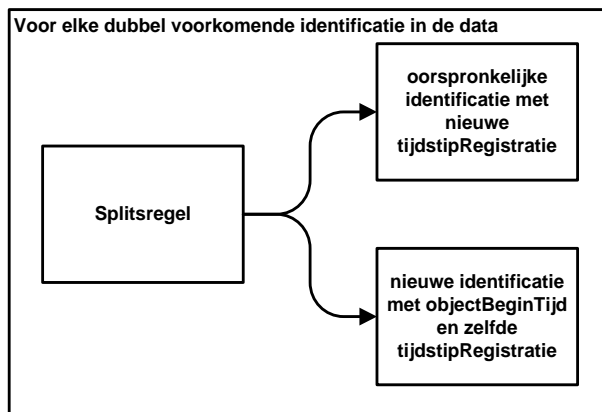 Voor elke dubbel voorkomende identificatie in de data
oorspronkelijke
identificatie met
nieuwe
tijdstipRegistratie
Splitsregel
nieuwe identificatie
met objectBeginTijd
en zelfde
tijdstipRegistratie